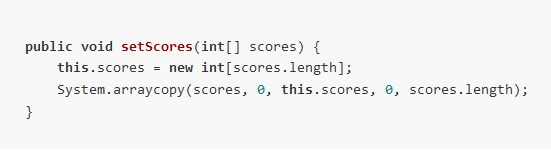 public void setScores(int[] scores) {
    this.scores = new int[scores.length];
    System.arraycopy(scores, 0, this.scores, 0, scores.length);
}